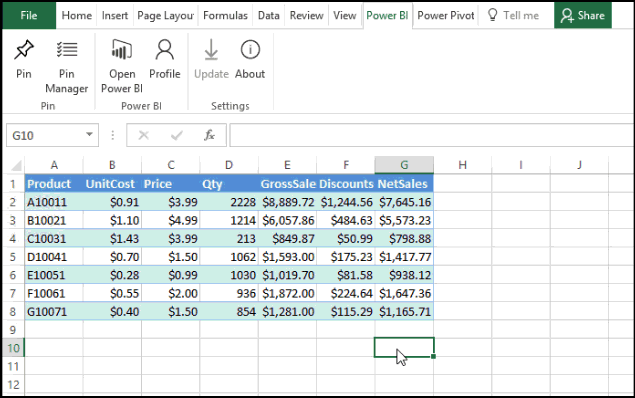 File Home Insert Page Layou Formulas Data Review View Power BI Power Pivot Tell me Share
Pin Pin Manager Open Power BI Profile Update About
Pin Power BI Settings
G10 fx
A B C D E F G H I J
1 Product UnitCost Price Qty GrossSale Discounts NetSales
2 A10011 $0.91 $3.99 2228 $8,889.72 $1,244.56 $7,645.16
3 B10021 $1.10 $4.99 1214 $6,057.86 $484.63 $5,573.23
4 C10031 $1.43 $3.99 213 $849.87 $50.99 $798.88
5 D10041 $0.70 $1.50 1062 $1,593.00 $175.23 $1,417.77
6 E10051 $0.28 $0.99 1030 $1,019.70 $81.58 $938.12
7 F10061 $0.55 $2.00 936 $1,872.00 $224.64 $1,647.36
8 G10071 $0.40 $1.50 854 $1,281.00 $115.29 $1,165.71
9
10
11
12